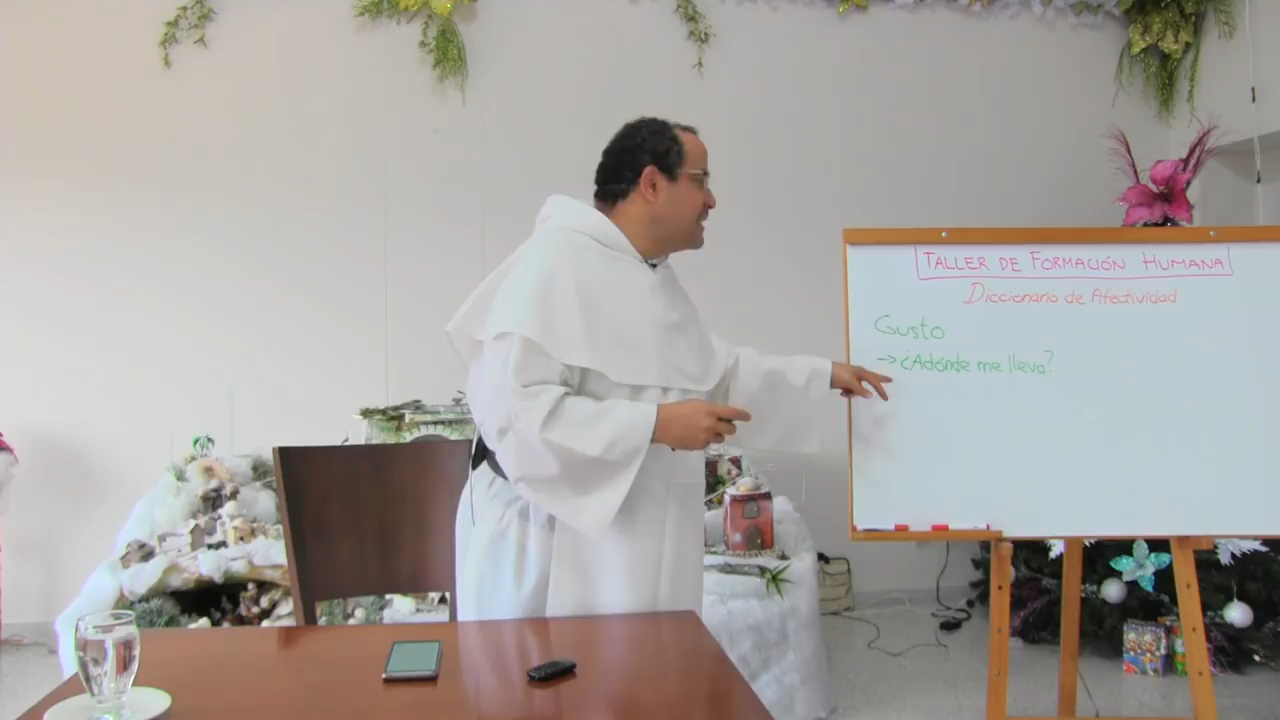 TALLER DE FORMACIÓN HUMANA
Diccionario de Afectividad
Gusto
→ ¿Adónde me lleva?